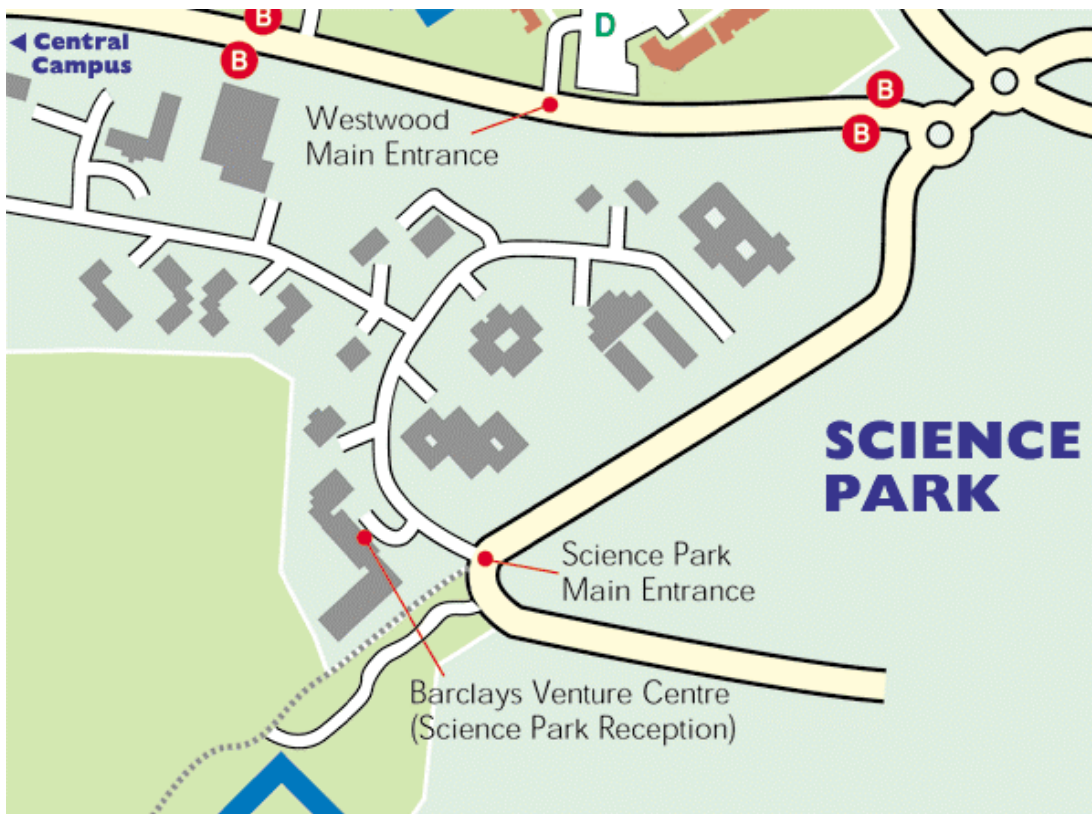 B
D
◀ Central
Campus
B
B
Westwood
Main Entrance
B
SCIENCE
PARK
Science Park
Main Entrance
Barclays Venture Centre
(Science Park Reception)